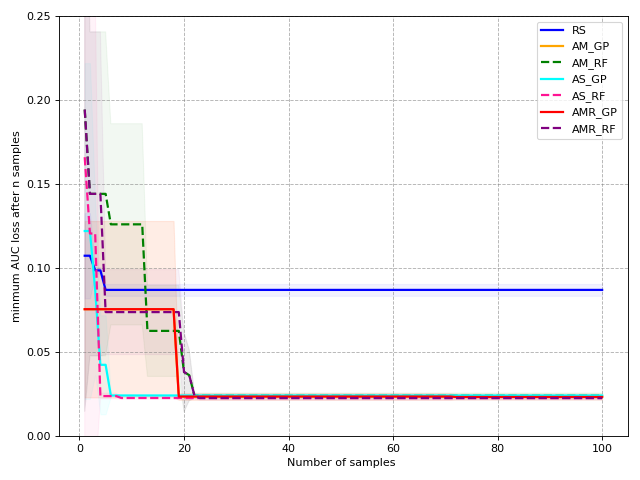 0.25
0.20
0.15
0.10
0.05
0.00
minmum AUC loss after n samples
0
20
40
60
80
100
Number of samples
RS
AM_GP
AM_RF
AS_GP
AS_RF
AMR_GP
AMR_RF